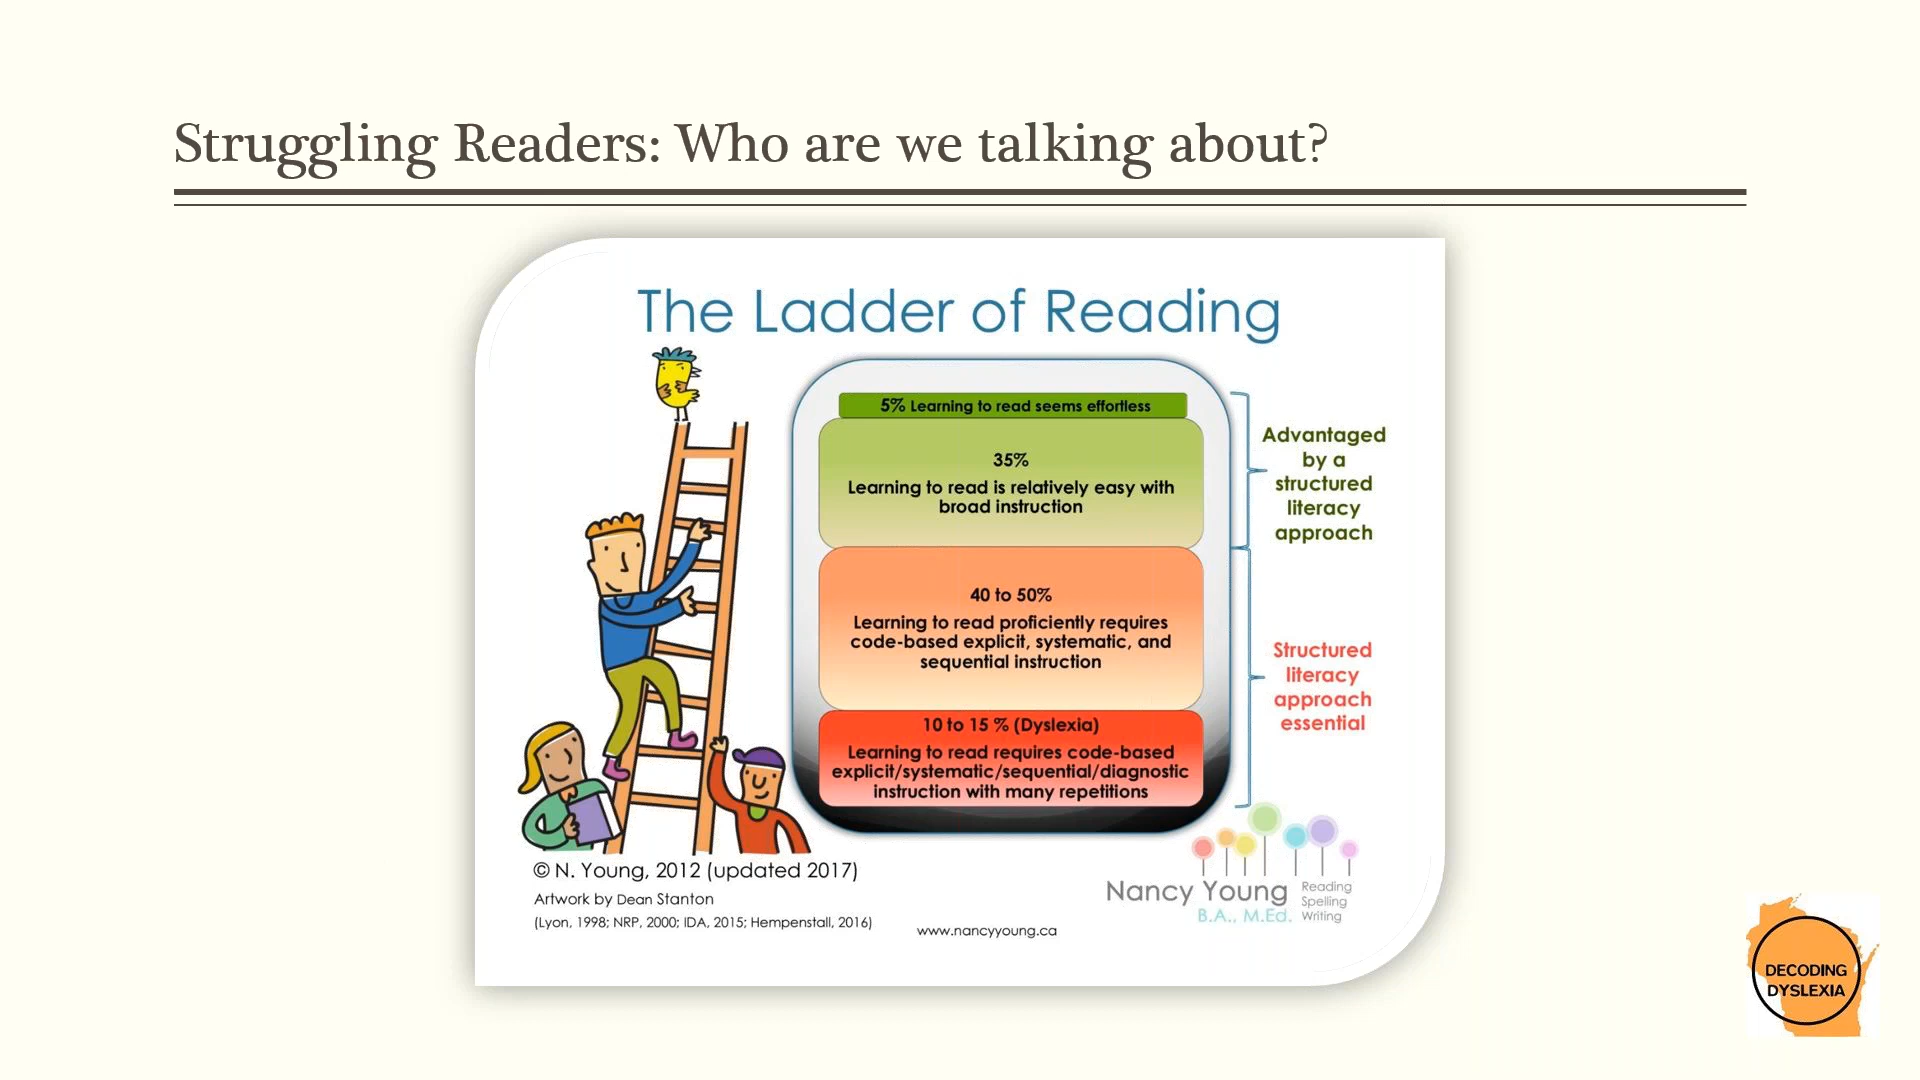 Struggling Readers: Who are we talking about?
The Ladder of Reading
5% Learning to read seems effortless
35%
Learning to read is relatively easy with
broad instruction
40 to 50%
Learning to read proficiently requires
code-based explicit, systematic, and
sequential instruction
10 to 15 % (Dyslexia)
Learning to read requires code-based
explicit/systematic/sequential/diagnostic
instruction with many repetitions
Advantaged
by a
structured
literacy
approach
Structured
literacy
approach
essential
© N. Young, 2012 (updated 2017)
Artwork by Dean Stanton
(Lyon, 1998; NRP, 2000; IDA, 2015; Hempenstall, 2016)
www.nancyyoung.ca
Nancy Young
B.A., M.Ed.
Reading
Spelling
Writing
DECODING
DYSLEXIA